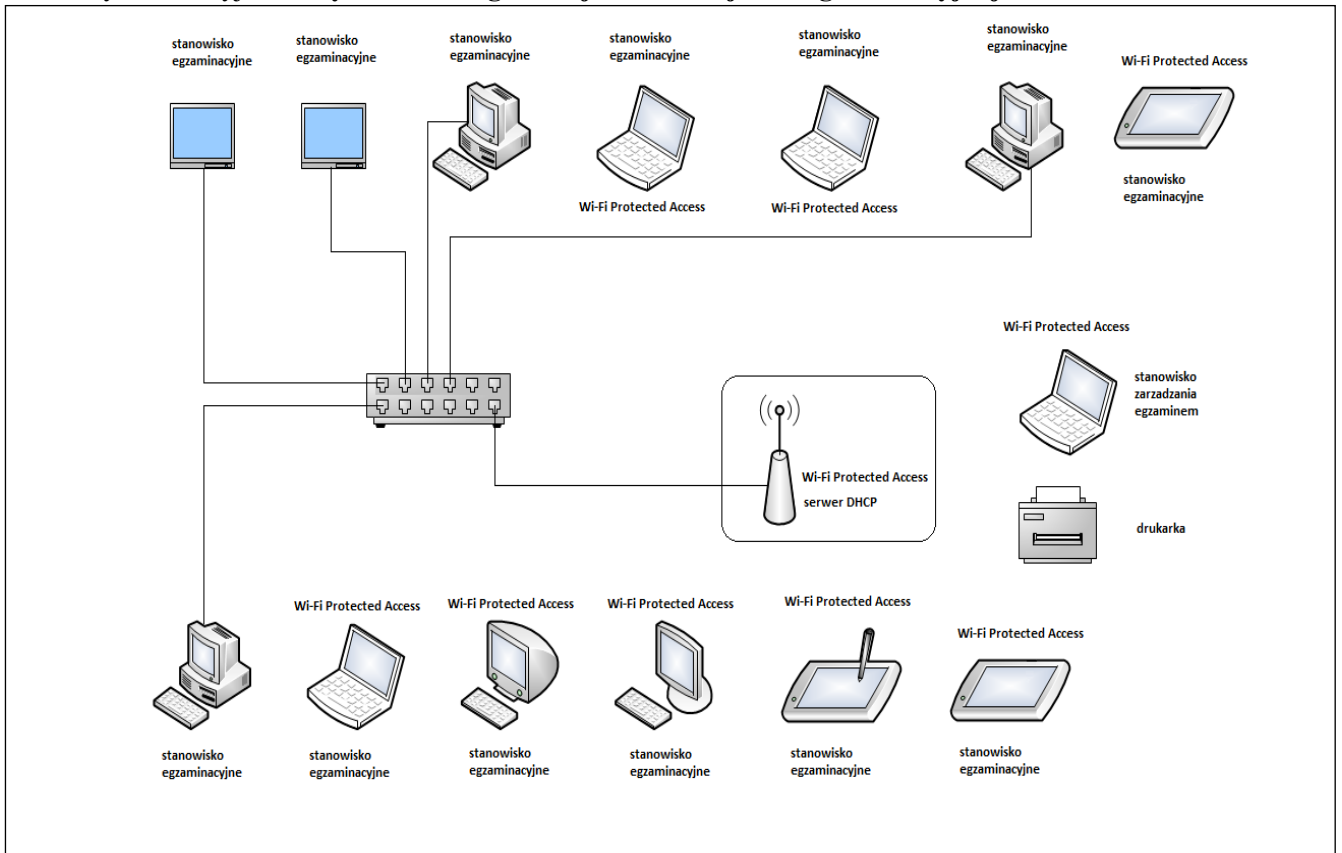 stanowisko
egzaminacyjne
stanowisko
egzaminacyjne
stanowisko
egzaminacyjne
stanowisko
egzaminacyjne
stanowisko
egzaminacyjne
stanowisko
egzaminacyjne
Wi-Fi Protected Access
stanowisko
egzaminacyjne
Wi-Fi Protected Access
Wi-Fi Protected Access
Wi-Fi Protected Access
stanowisko
zarzadzania
egzaminem
Wi-Fi Protected Access
serwer DHCP
drukarka
Wi-Fi Protected Access
Wi-Fi Protected Access
Wi-Fi Protected Access
Wi-Fi Protected Access
Wi-Fi Protected Access
stanowisko
egzaminacyjne
stanowisko
egzaminacyjne
stanowisko
egzaminacyjne
stanowisko
egzaminacyjne
stanowisko
egzaminacyjne
stanowisko
egzaminacyjne